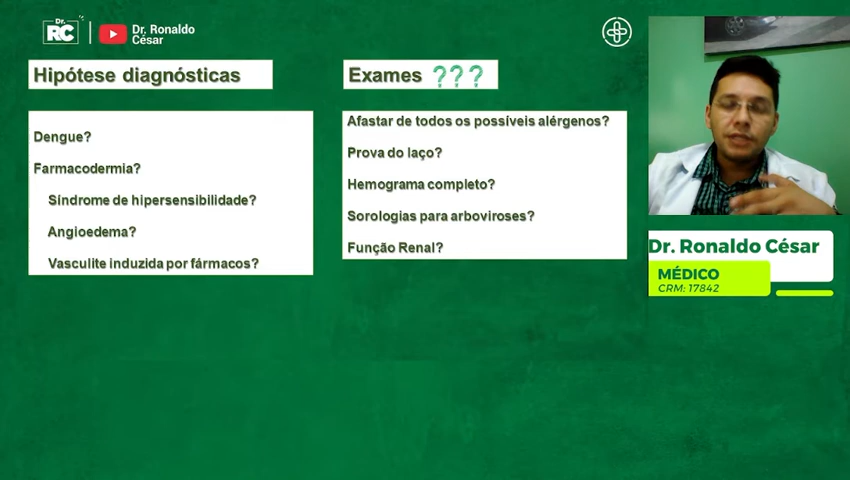 Dr.
RC
Dr. Ronaldo
César
Hipótese diagnósticas
Exames ???
Dengue?
Farmacodermia?
Síndrome de hipersensibilidade?
Angioedema?
Vasculite induzida por fármacos?
Afastar de todos os possíveis alérgenos?
Prova do laço?
Hemograma completo?
Sorologias para arboviroses?
Função Renal?
Dr. Ronaldo César
MÉDICO
CRM: 17842